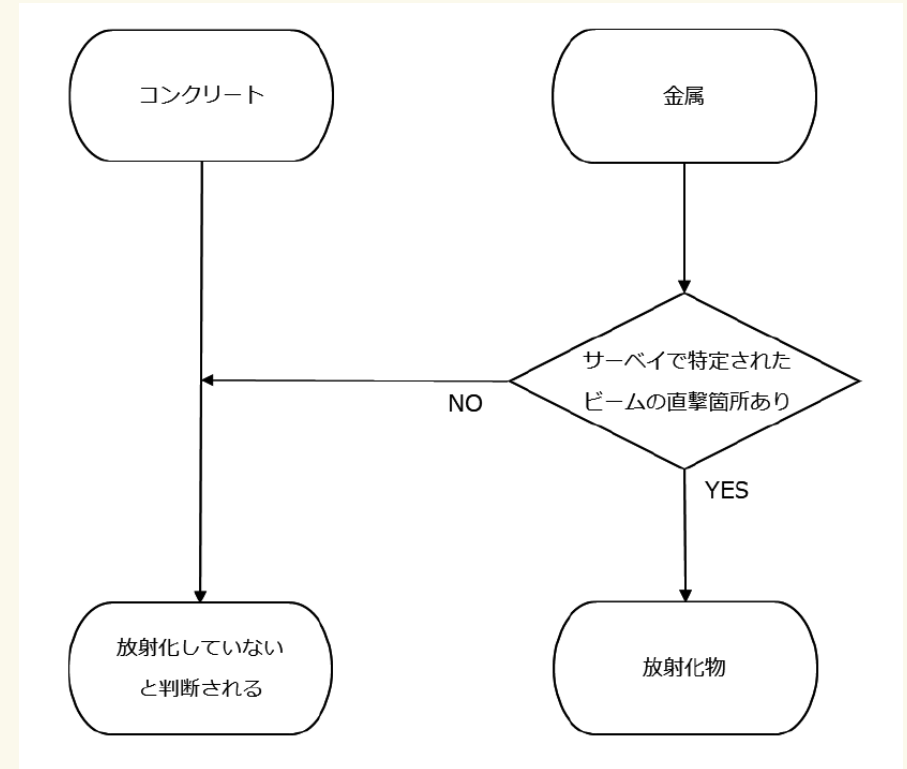 コンクリート
金属
サーベイで特定された
ビームの直撃箇所あり
NO
YES
放射化していない
と判断される
放射化物